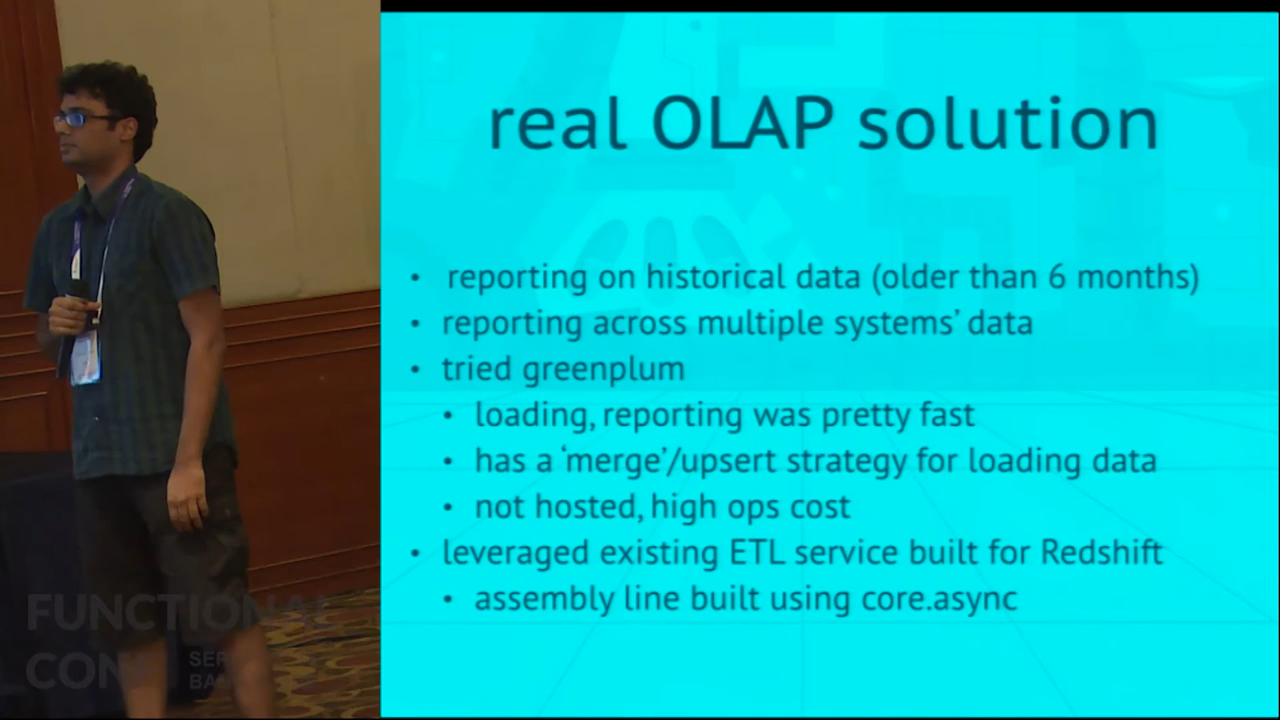 real OLAP solution
• reporting on historical data (older than 6 months)
• reporting across multiple systems’ data
• tried greenplum
• loading, reporting was pretty fast
• has a ‘merge’/upsert strategy for loading data
• not hosted, high ops cost
• leveraged existing ETL service built for Redshift
• assembly line built using core.async
FUNCTIONAL
CONF